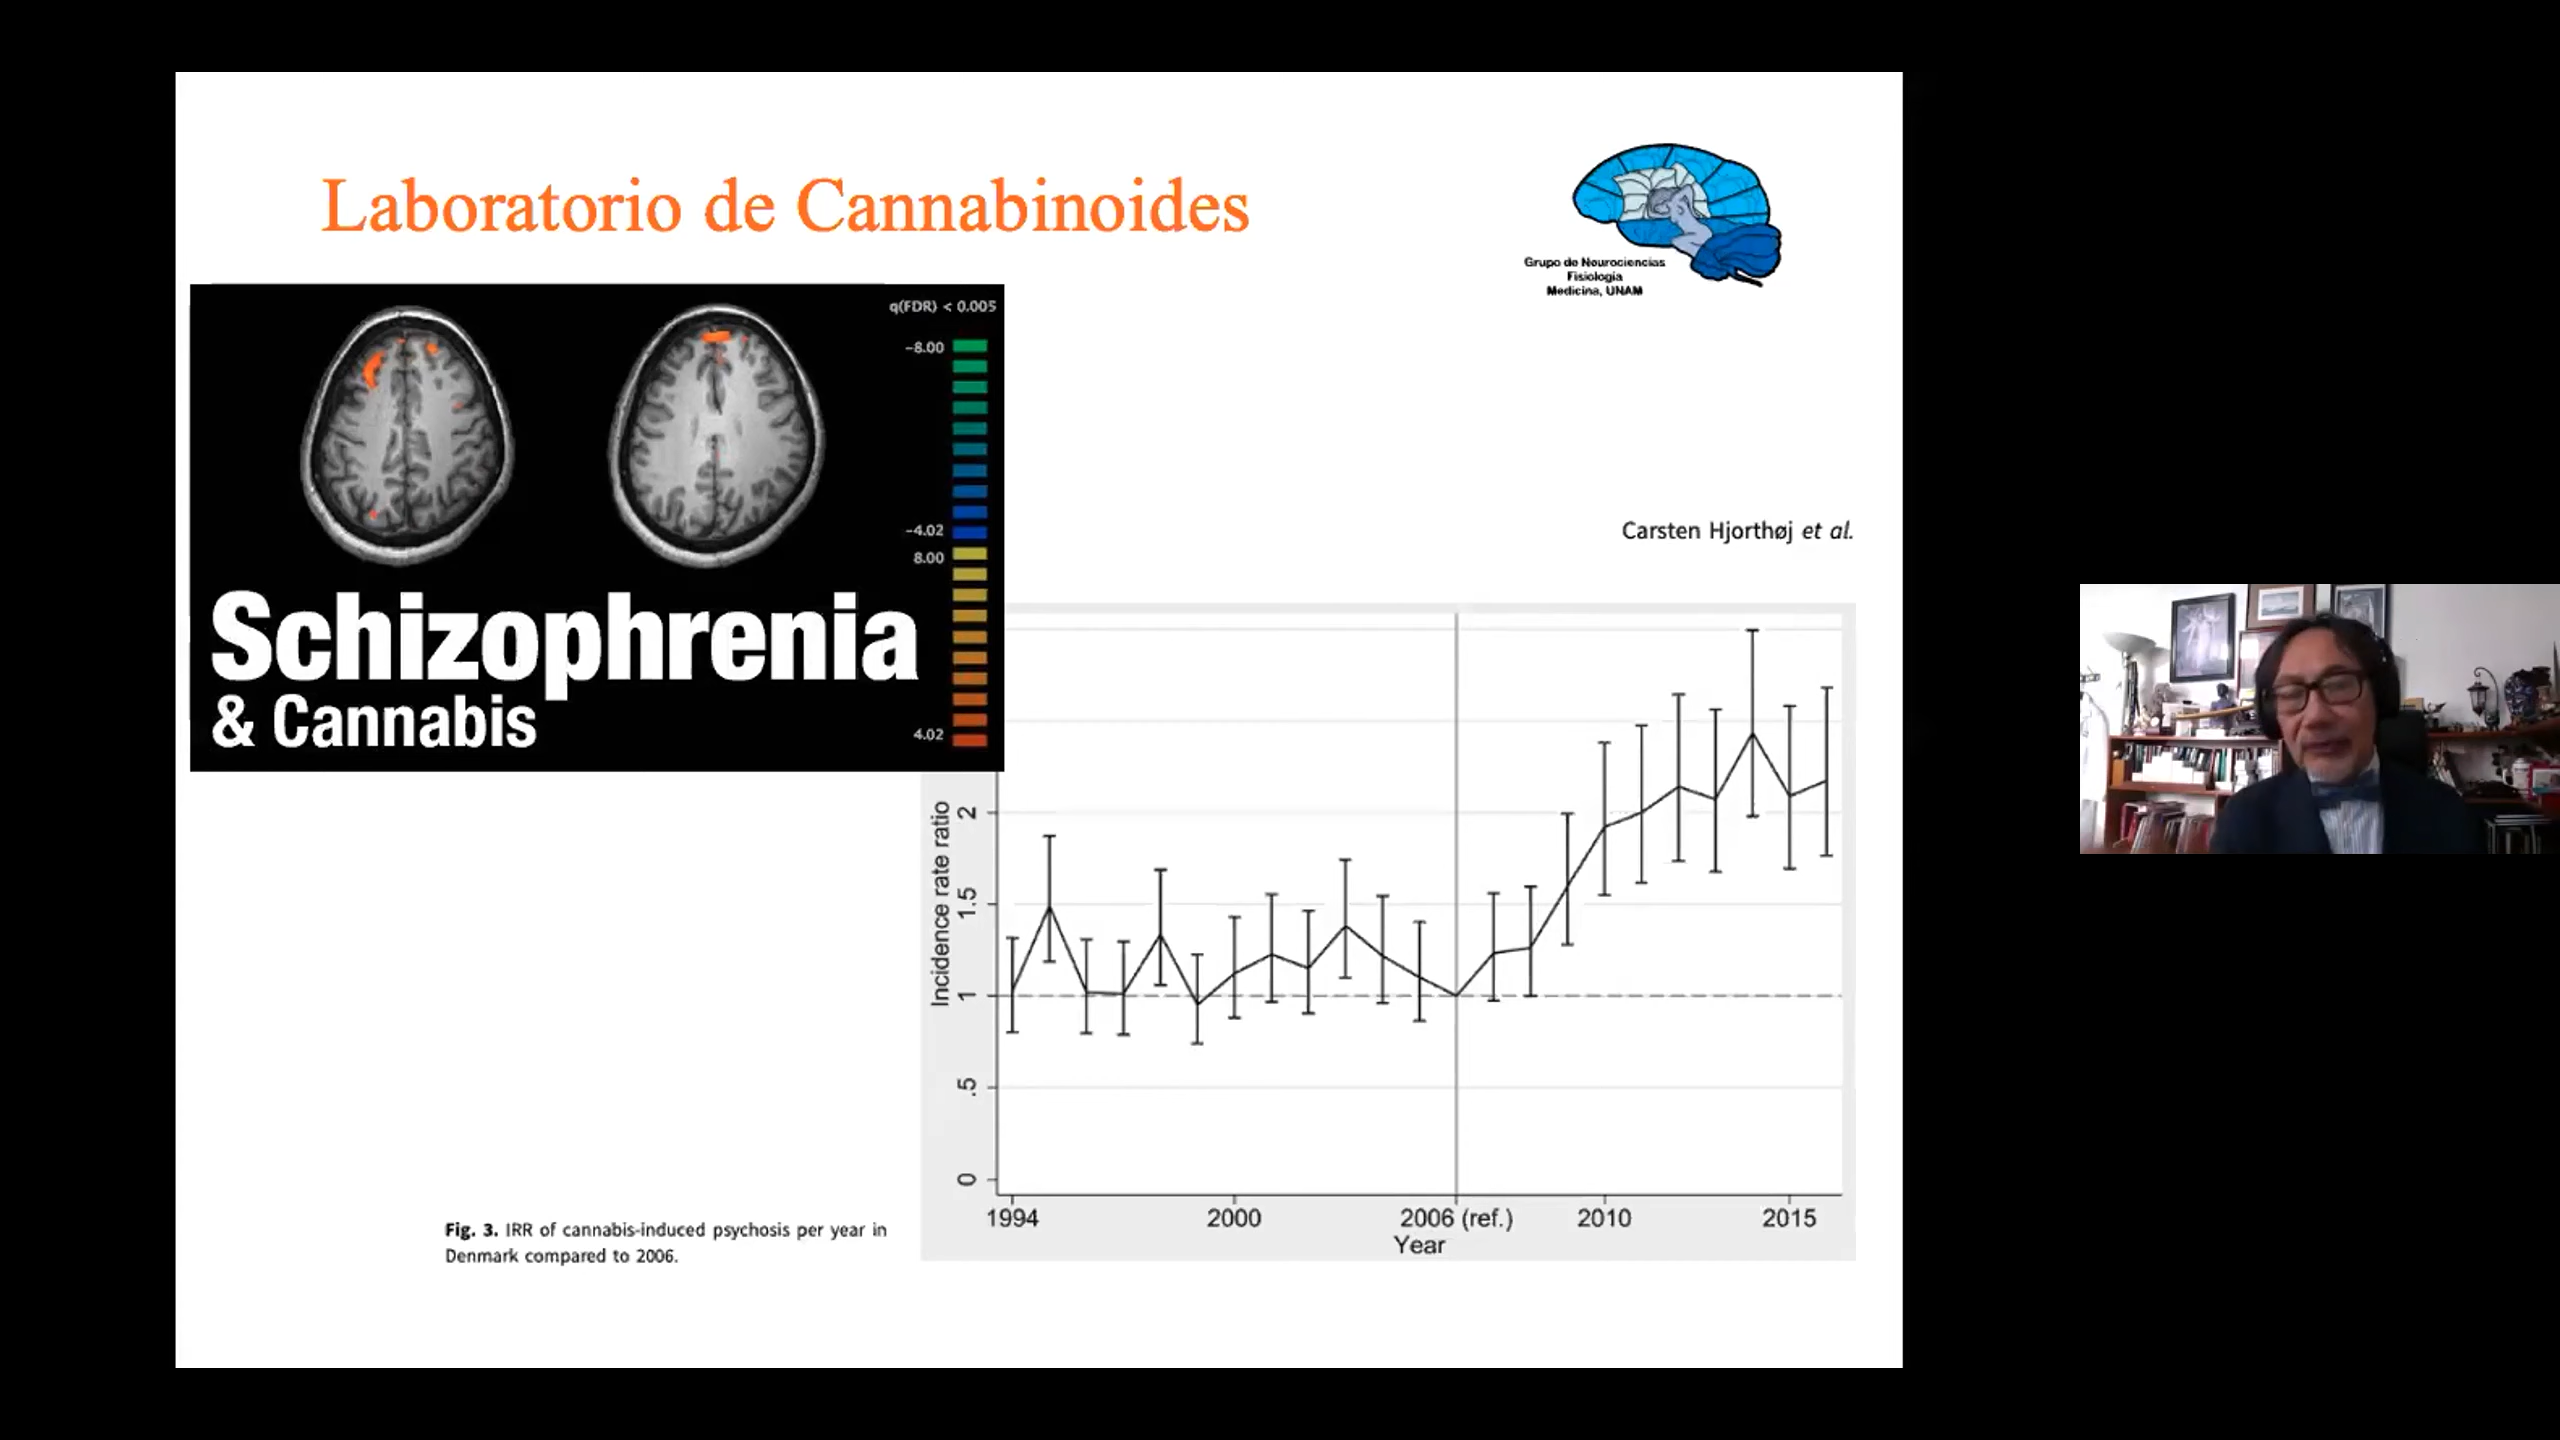 Laboratorio de Cannabinoides
Grupo de Neurociencias
Fisiología
Medicina, UNAM
q(FDR) < 0.005
−8.00
−4.02
8.00
4.02
Schizophrenia
& Cannabis
Carsten Hjorthøj et al.
Incidence rate ratio
2
1.5
1
.5
0
1994 2000 2006 (ref.) 2010 2015
Year
Fig. 3. IRR of cannabis-induced psychosis per year in
Denmark compared to 2006.